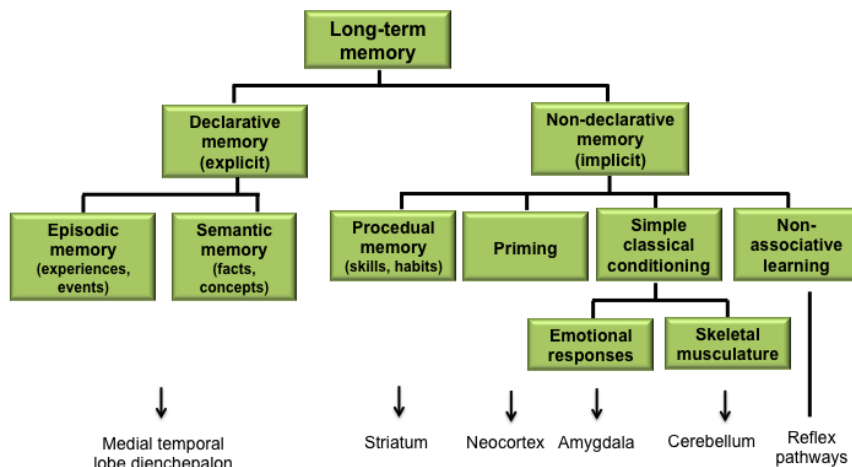 Long-term
memory
Declarative
memory
(explicit)
Non-declarative
memory
(implicit)
Episodic
memory
(experiences,
events)
Semantic
memory
(facts,
concepts)
Procedual
memory
(skills, habits)
Priming
Simple
classical
conditioning
Non-
associative
learning
Emotional
responses
Skeletal
musculature
Medial temporal
lobe dienchepalon
Striatum
Neocortex
Amygdala
Cerebellum
Reflex
pathways